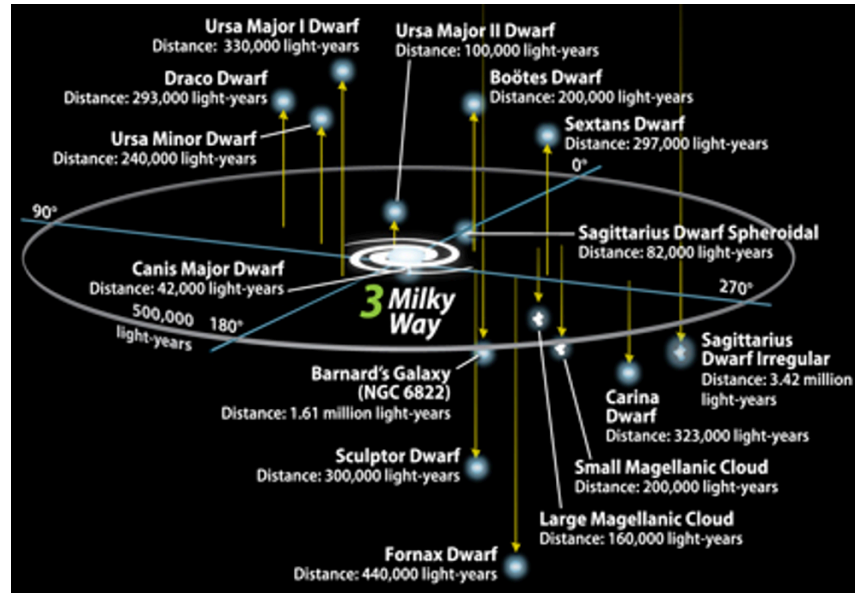 Ursa Major I Dwarf
Distance: 330,000 light-years
Ursa Major II Dwarf
Distance: 100,000 light-years
Draco Dwarf
Distance: 293,000 light-years
Boötes Dwarf
Distance: 200,000 light-years
Ursa Minor Dwarf
Distance: 240,000 light-years
Sextans Dwarf
Distance: 297,000 light-years
0°
90°
Sagittarius Dwarf Spheroidal
Distance: 82,000 light-years
Canis Major Dwarf
Distance: 42,000 light-years
270°
500,000
light-years
180°
3 Milky
Way
Sagittarius
Dwarf Irregular
Distance: 3.42 million
light-years
Barnard's Galaxy
(NGC 6822)
Distance: 1.61 million light-years
Carina
Dwarf
Distance: 323,000 light-years
Sculptor Dwarf
Distance: 300,000 light-years
Small Magellanic Cloud
Distance: 200,000 light-years
Large Magellanic Cloud
Distance: 160,000 light-years
Fornax Dwarf
Distance: 440,000 light-years